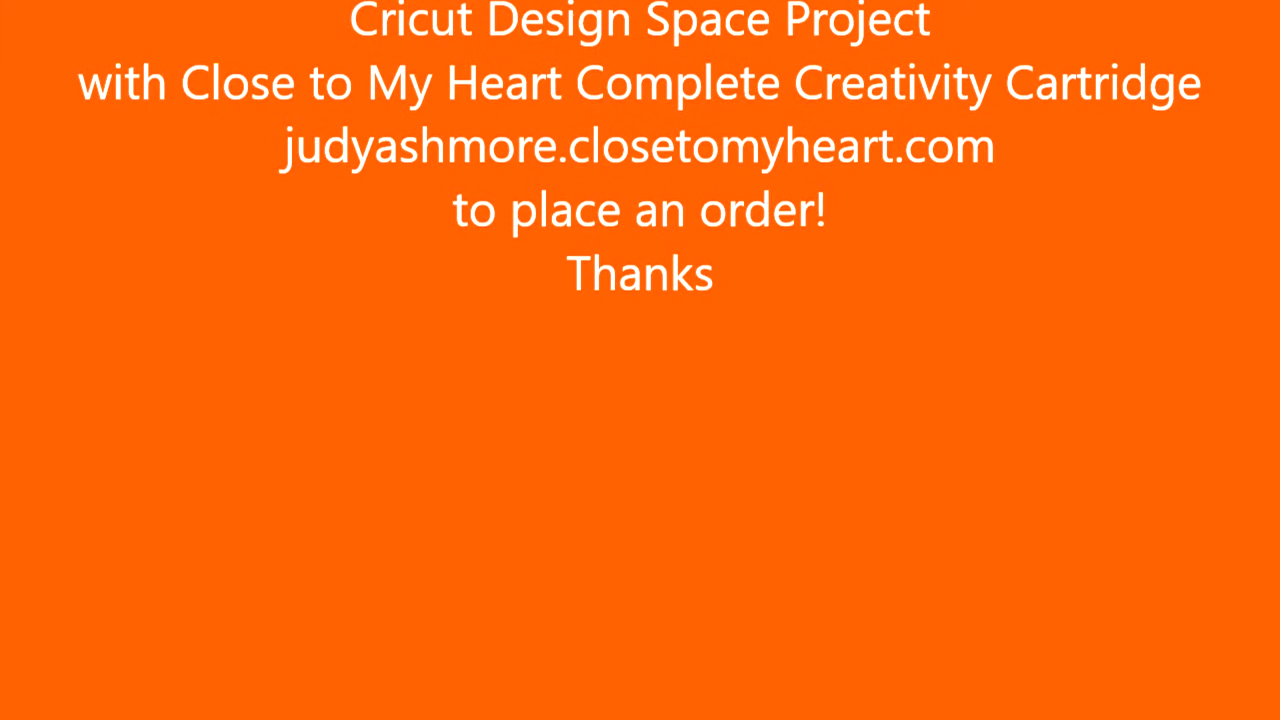 Cricut Design Space Project
with Close to My Heart Complete Creativity Cartridge
judyashmore.closetomyheart.com
to place an order!
Thanks